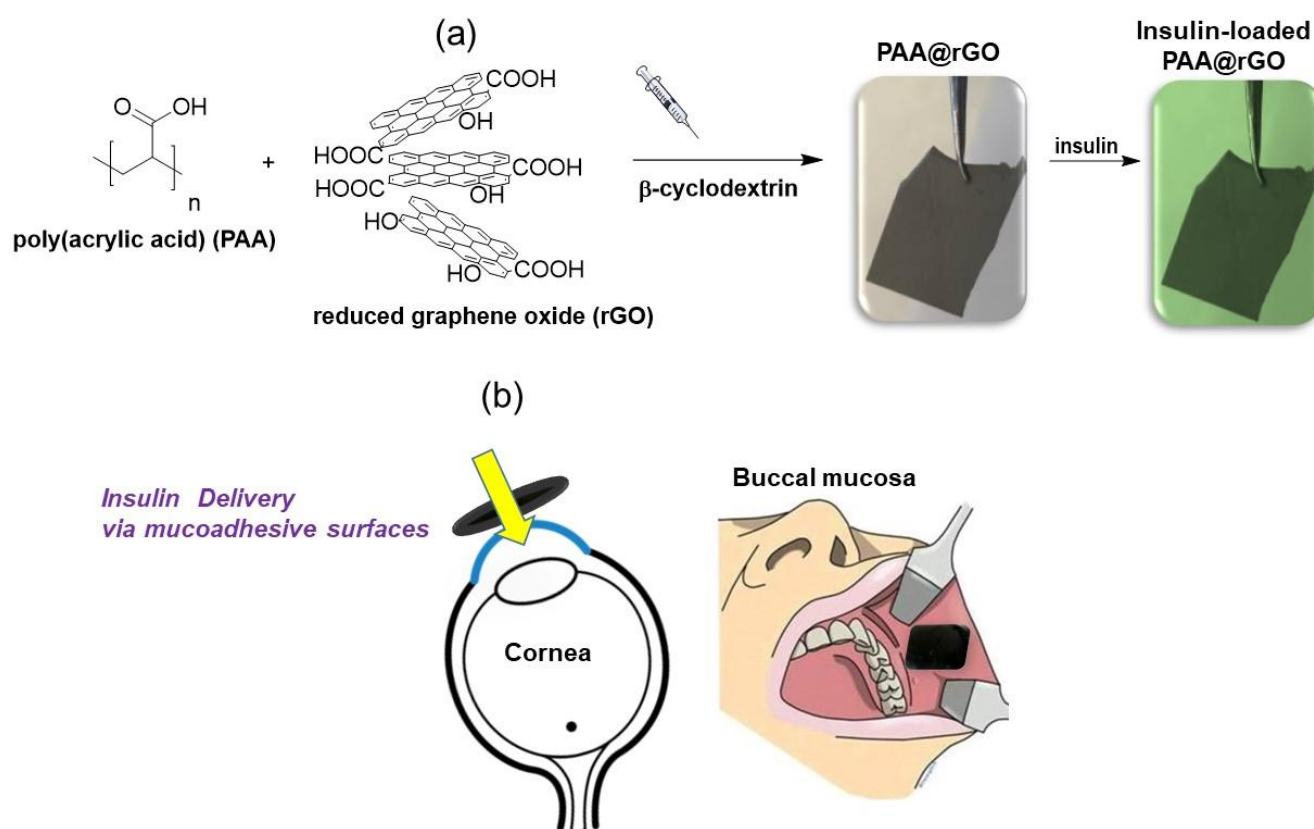 (a)
O
OH
n
poly(acrylic acid) (PAA)
+
COOH
OH
HOOC
COOH
HOOC
OH
HO
HO
COOH
reduced graphene oxide (rGO)
β-cyclodextrin
PAA@rGO
insulin
Insulin-loaded
PAA@rGO
(b)
Insulin Delivery
via mucoadhesive surfaces
Cornea
Buccal mucosa